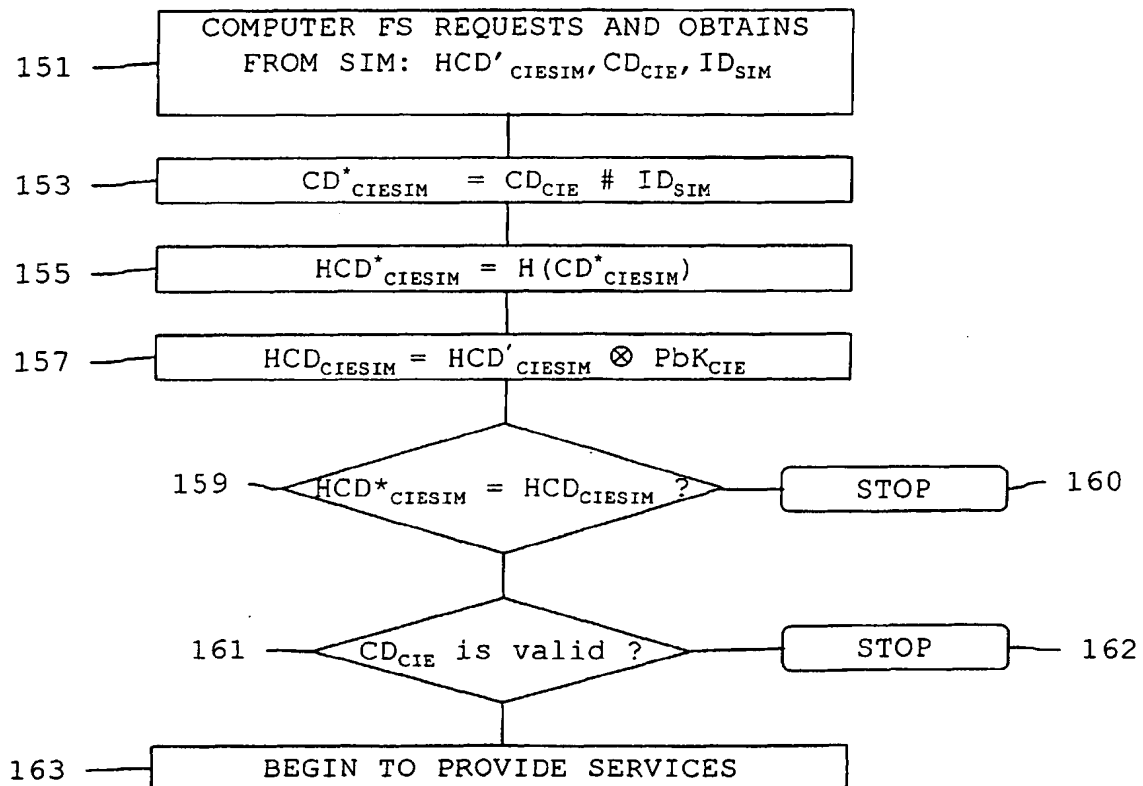 COMPUTER FS REQUESTS AND OBTAINS
151 FROM SIM: HCD'CIESIM, CDCIE, IDSIM
153 CD*CIESIM = CDCIE # IDSIM
155 HCD*CIESIM = H(CD*CIESIM)
157 HCDCIESIM = HCD'CIESIM ⊗ PbKCIE
159 HCD*CIESIM = HCDCIESIM ? STOP 160
161 CDCIE is valid ? STOP 162
163 BEGIN TO PROVIDE SERVICES